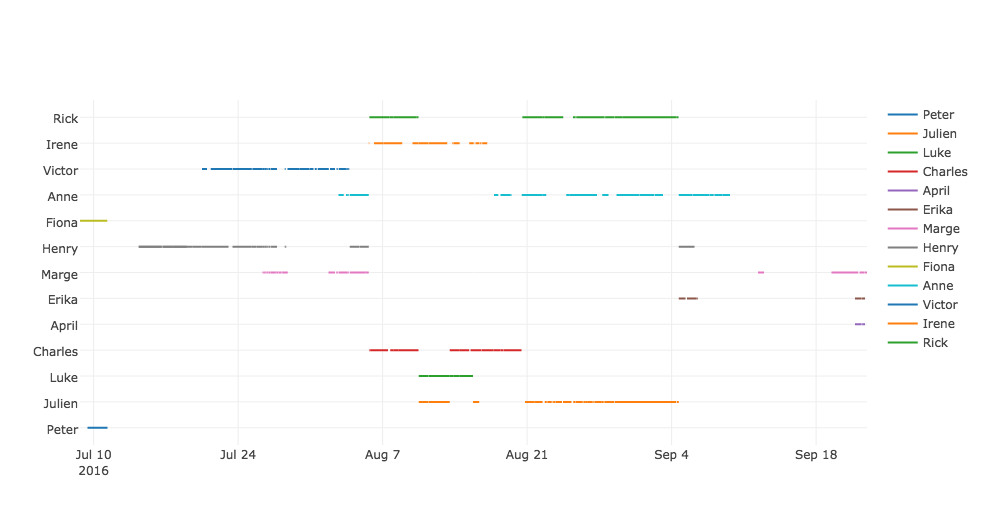 Rick
Irene
Victor
Anne
Fiona
Henry
Marge
Erika
April
Charles
Luke
Julien
Peter
Jul 10 Jul 24 Aug 7 Aug 21 Sep 4 Sep 18
2016
Peter
Julien
Luke
Charles
April
Erika
Marge
Henry
Fiona
Anne
Victor
Irene
Rick